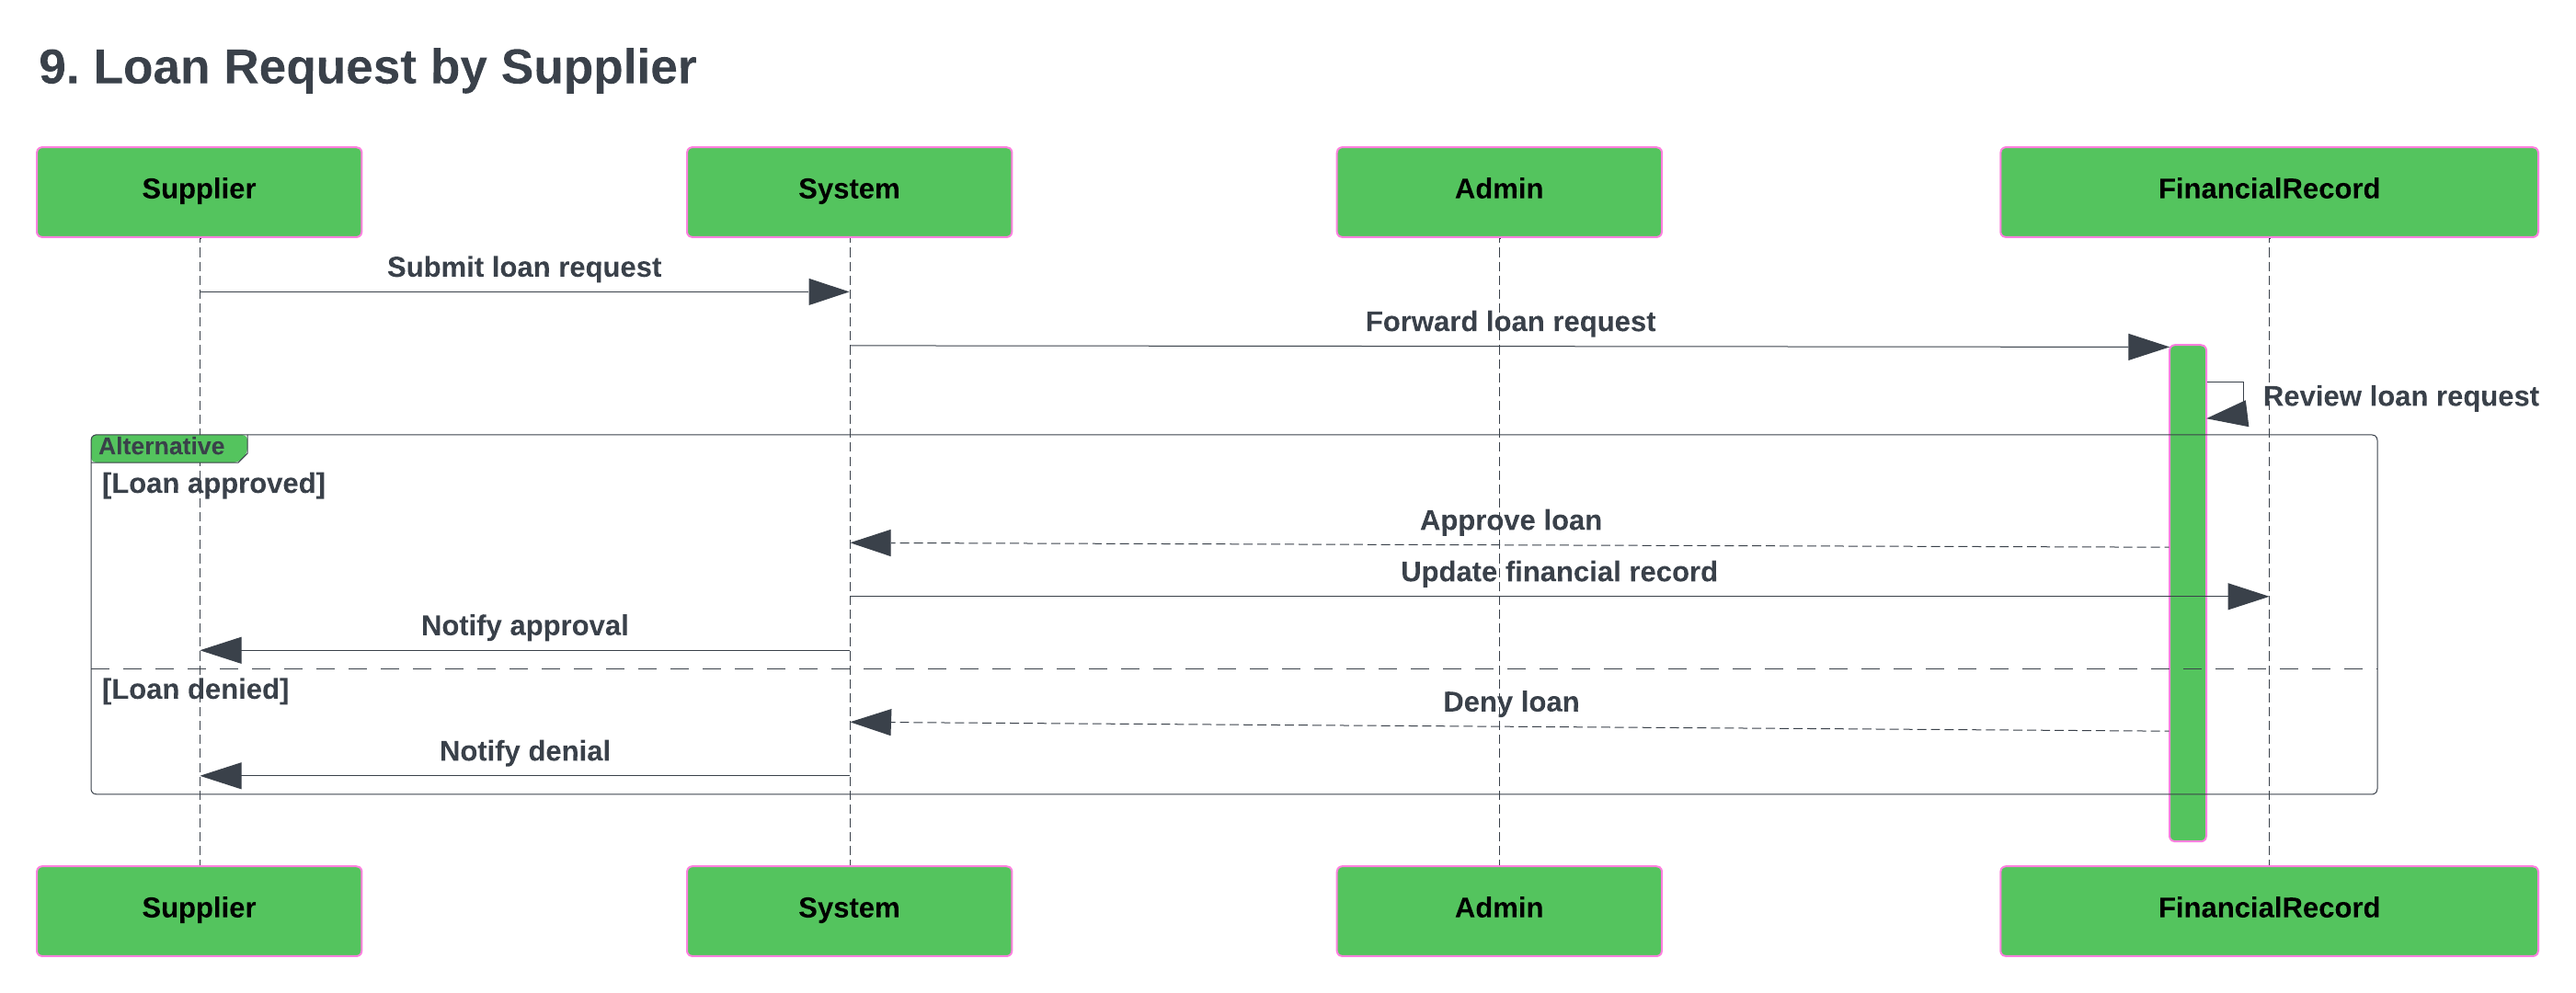 9. Loan Request by Supplier
Supplier
System
Admin
FinancialRecord
Submit loan request
Forward loan request
Review loan request
Alternative
[Loan approved]
Approve loan
Update financial record
Notify approval
[Loan denied]
Deny loan
Notify denial
Supplier
System
Admin
FinancialRecord